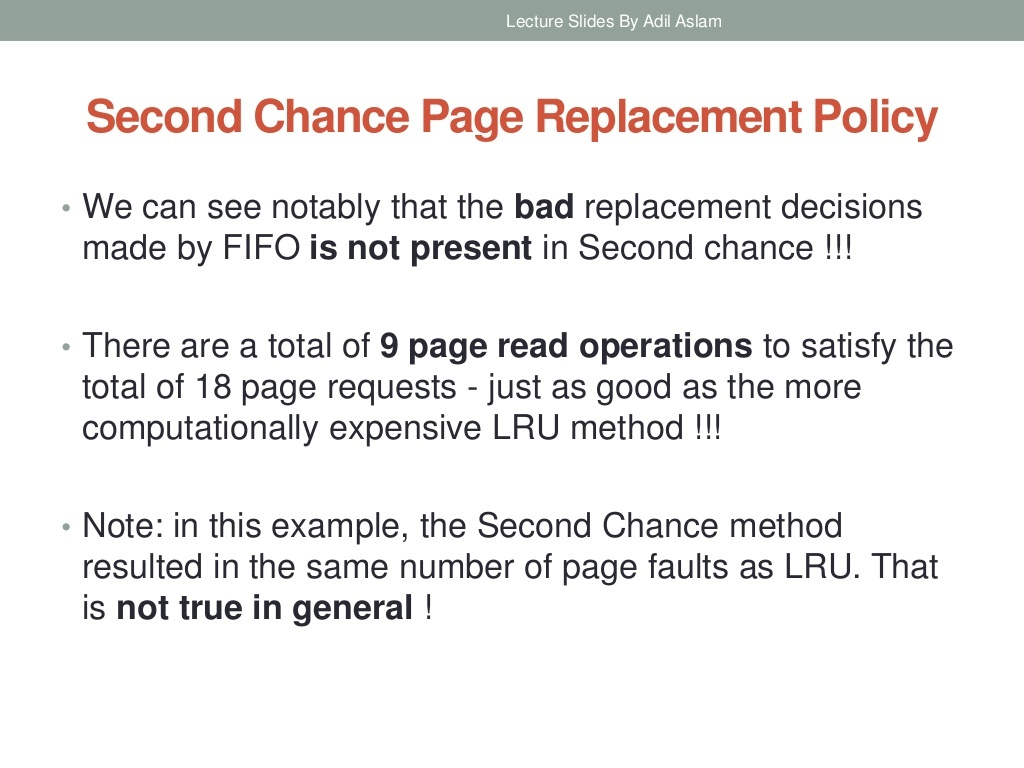 Lecture Slides By Adil Aslam
Second Chance Page Replacement Policy
• We can see notably that the bad replacement decisions
made by FIFO is not present in Second chance !!!
• There are a total of 9 page read operations to satisfy the
total of 18 page requests - just as good as the more
computationally expensive LRU method !!!
• Note: in this example, the Second Chance method
resulted in the same number of page faults as LRU. That
is not true in general !